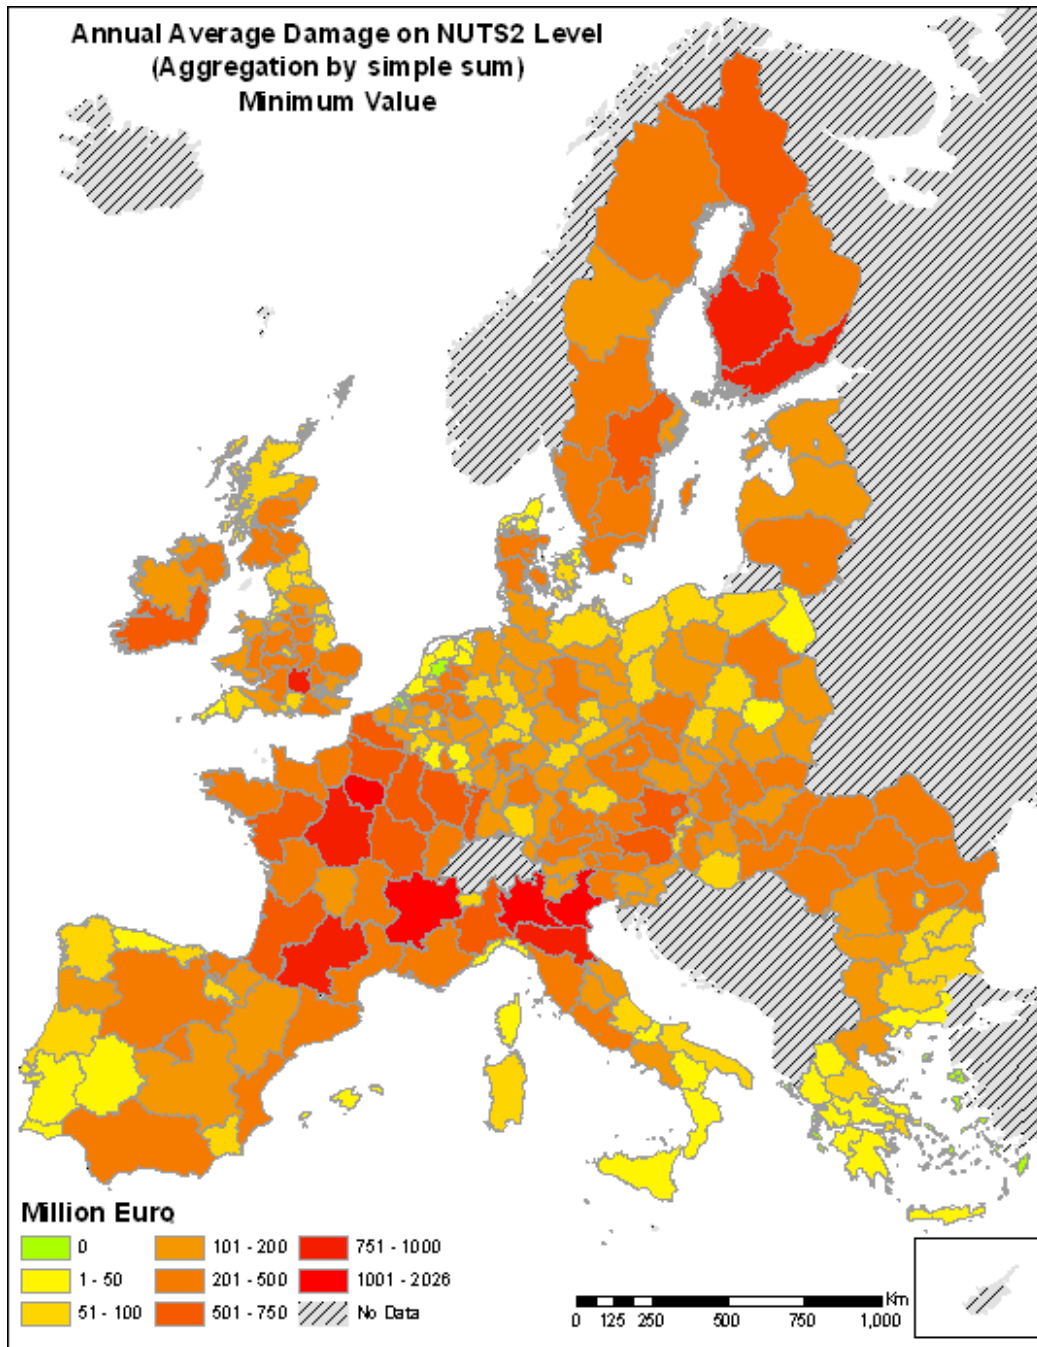 Annual Average Damage on NUTS2 Level
(Aggregation by simple sum)
Minimum Value
Million Euro
0
1 - 50
51 - 100
101 - 200
201 - 500
501 - 750
751 - 1000
1001 - 2026
No Data
Km
0 125 250 500 750 1,000